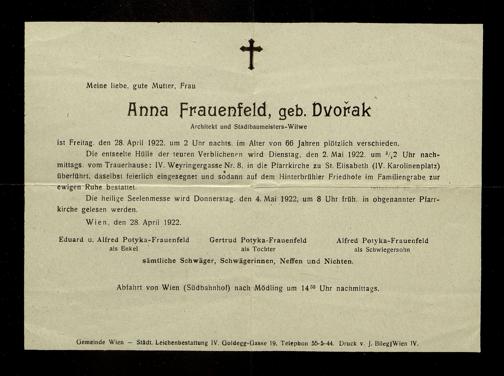 Meine liebe, gute Mutter, Frau
Anna Frauenfeld, geb. Dvořak
Architekt und Stadtbaumeisters-Witwe
ist Freitag, den 28. April 1922, um 2 Uhr nachts, im Alter von 66 Jahren plötzlich verschieden.
Die entseelte Hülle der teuren Verblichenen wird Dienstag, den 2. Mai 1922, um 3/4 2 Uhr nach-
mittags, vom Trauerhause: IV. Weyringergasse Nr. 8, in die Pfarrkirche zu St. Elisabeth (IV. Karolinenplatz)
überführt, daselbst feierlich eingesegnet und sodann auf dem Hinterbrühler Friedhofe im Familiengrabe zur
ewigen Ruhe bestattet.
Die heilige Seelenmesse wird Donnerstag, den 4. Mai 1922, um 8 Uhr früh, in obgenannter Pfarr-
kirche gelesen werden.
Wien, den 28. April 1922.
Eduard u. Alfred Potyka-Frauenfeld Gertrud Potyka-Frauenfeld Alfred Potyka-Frauenfeld
als Enkel als Tochter als Schwiegersohn
sämtliche Schwäger, Schwägerinnen, Neffen und Nichten.
Abfahrt von Wien (Südbahnhof) nach Mödling um 14 Uhr nachmittags.
Gemeinde Wien — Städt. Leichenbestattung IV. Goldegg-Gasse 19, Telephon 55-5-44. Druck v. J. Wien IV.